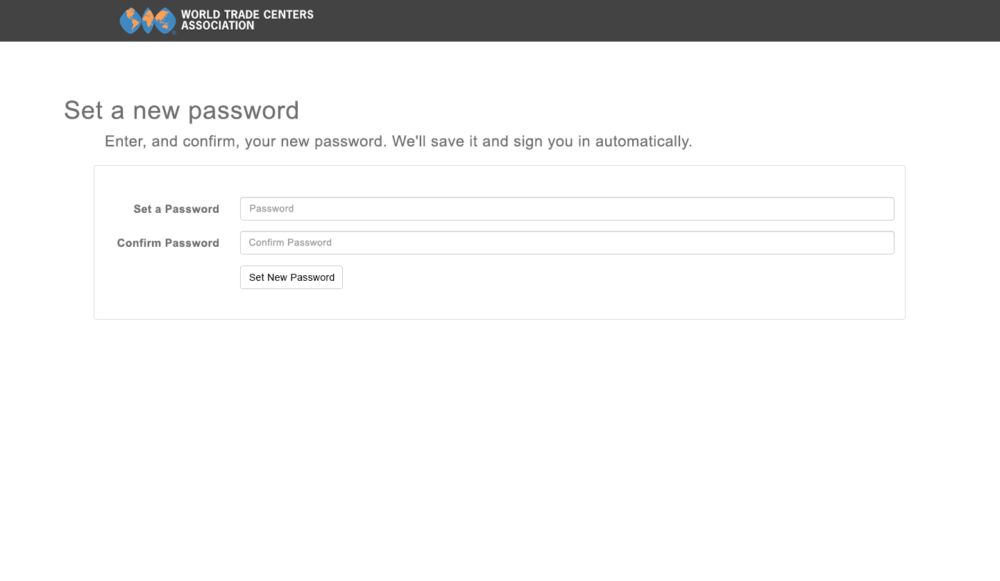 WORLD TRADE CENTERS
ASSOCIATION
Set a new password
Enter, and confirm, your new password. We'll save it and sign you in automatically.
Set a Password
Password
Confirm Password
Confirm Password
Set New Password